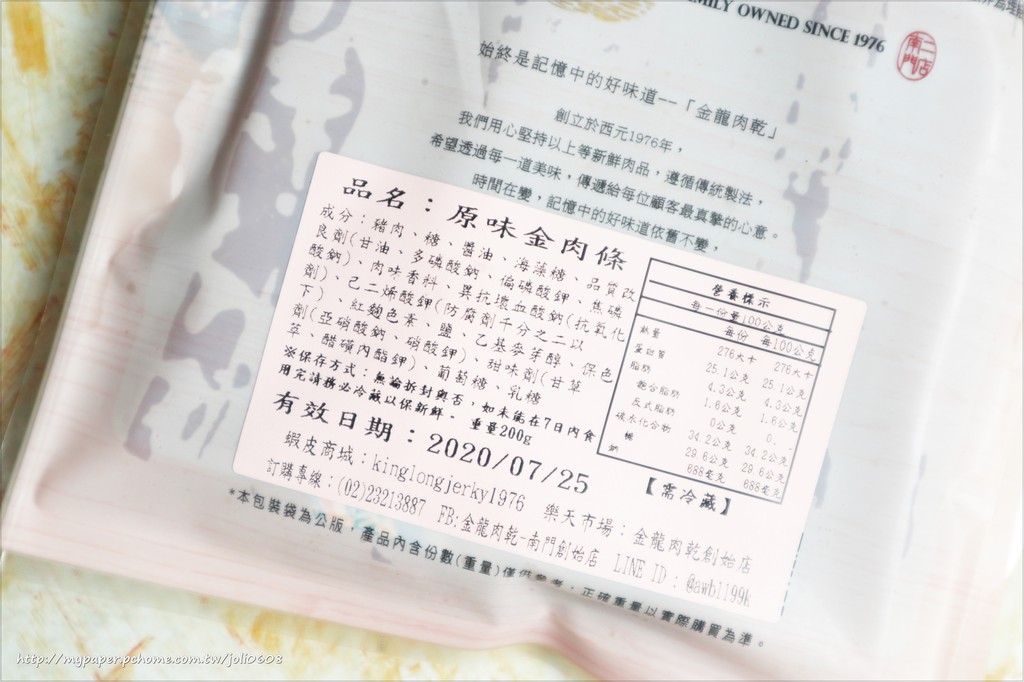 FAMILY OWNED SINCE 1976
南門
二店
始終是記憶中的好味道--「金龍肉乾」
創立於西元1976年，
我們用心堅持以上等新鮮肉品，遵循傳統製法，
希望透過每一道美味，傳遞給每位顧客最真摯的心意。
時間在變，記憶中的好味道依舊不變，
品名：原味金肉條
成分：豬肉、糖、醬油、海藻糖、品質改
良劑(甘油、多磷酸鈉、偏磷酸鉀、焦磷
酸鈉)、肉味香料、異抗壞血酸鈉(抗氧化
劑)、己二烯酸鉀(防腐劑千分之二以
下)、紅麴色素、鹽、乙基麥芽醇、保色
劑(亞硝酸鈉、硝酸鉀)、甜味劑(甘草
萃、醋磺內酯鉀)、葡萄糖、乳糖
※保存方式：無論拆封與否，如未能在7日內食
用完請務必冷藏以保新鮮。 重量200g
有效日期：2020/07/25
營養標示
每一份量100公克
每份 每100公克
熱量 276大卡 276大卡
蛋白質 25.1公克 25.1公克
脂肪 4.3公克 4.3公克
飽合脂肪 1.6公克 1.6公克
反式脂肪 0公克 0.
碳水化合物 34.2公克 34.2公克
糖 29.6公克 29.6公克
鈉 688毫克 688毫克
【需冷藏】
蝦皮商城：kinglongjerky1976 樂天市場：金龍肉乾創始店
訂購專線：(02)23213887 FB:金龍肉乾-南門創始店 LINE ID：@awb1199k
*本包裝袋為公版，產品內含份數(重量)僅供參考，正確重量以實際購買為準。
http://mypaper.pchome.com.tw/joli0608